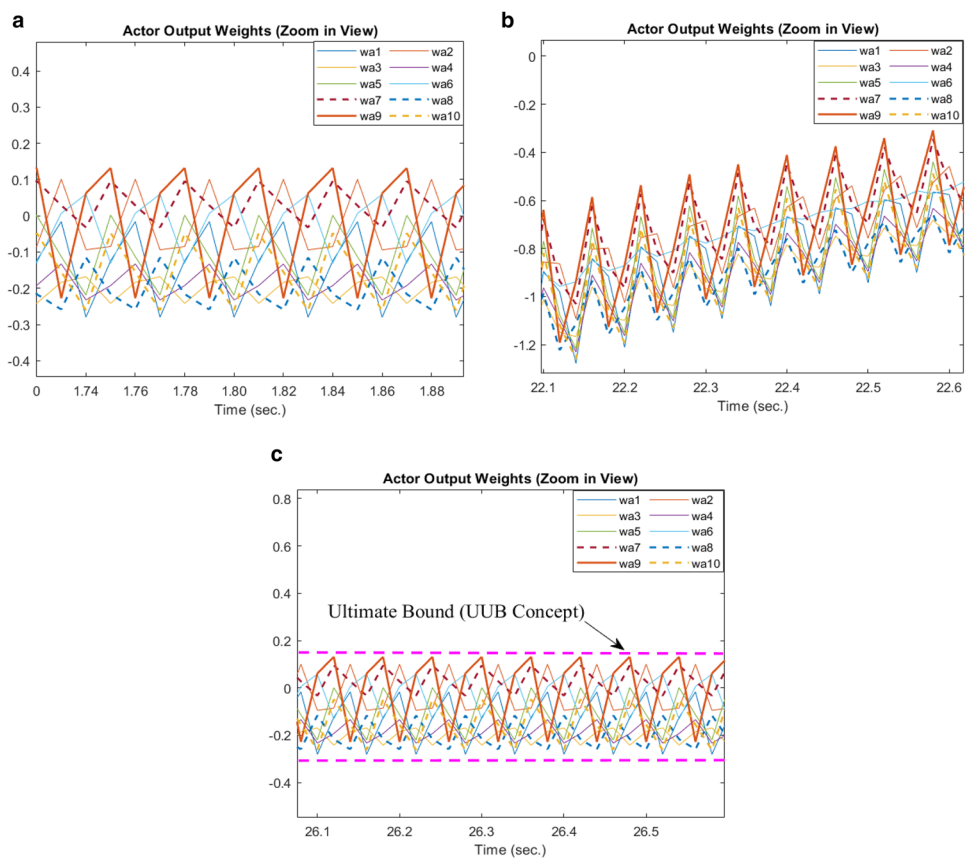 a
Actor Output Weights (Zoom in View)
wa1 wa2
wa3 wa4
wa5 wa6
wa7 wa8
wa9 wa10
0.4
0.3
0.2
0.1
0
-0.1
-0.2
-0.3
-0.4
0 1.74 1.76 1.78 1.80 1.82 1.84 1.86 1.88
Time (sec.)
b
Actor Output Weights (Zoom in View)
wa1 wa2
wa3 wa4
wa5 wa6
wa7 wa8
wa9 wa10
0
-0.2
-0.4
-0.6
-0.8
-1
-1.2
22.1 22.2 22.3 22.4 22.5 22.6
Time (sec.)
c
Actor Output Weights (Zoom in View)
wa1 wa2
wa3 wa4
wa5 wa6
wa7 wa8
wa9 wa10
0.8
0.6
0.4
Ultimate Bound (UUB Concept)
0.2
0
-0.2
-0.4
26.1 26.2 26.3 26.4 26.5
Time (sec.)